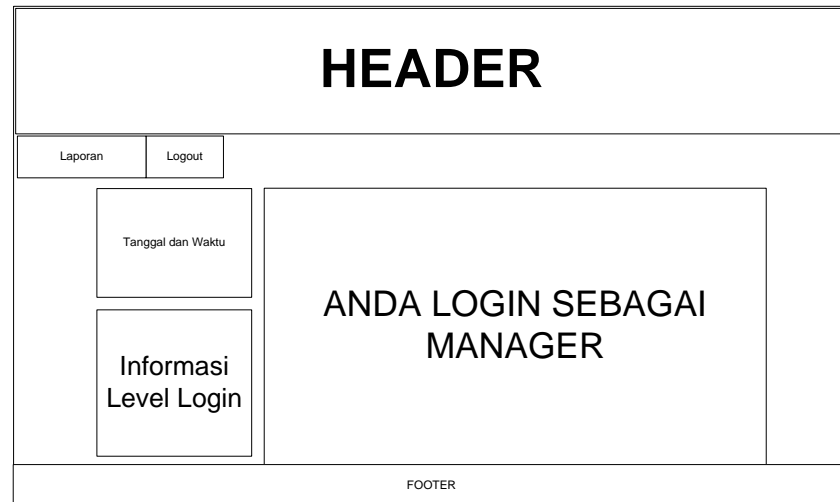 HEADER
Laporan
Logout
Tanggal dan Waktu
ANDA LOGIN SEBAGAI
MANAGER
Informasi
Level Login
FOOTER